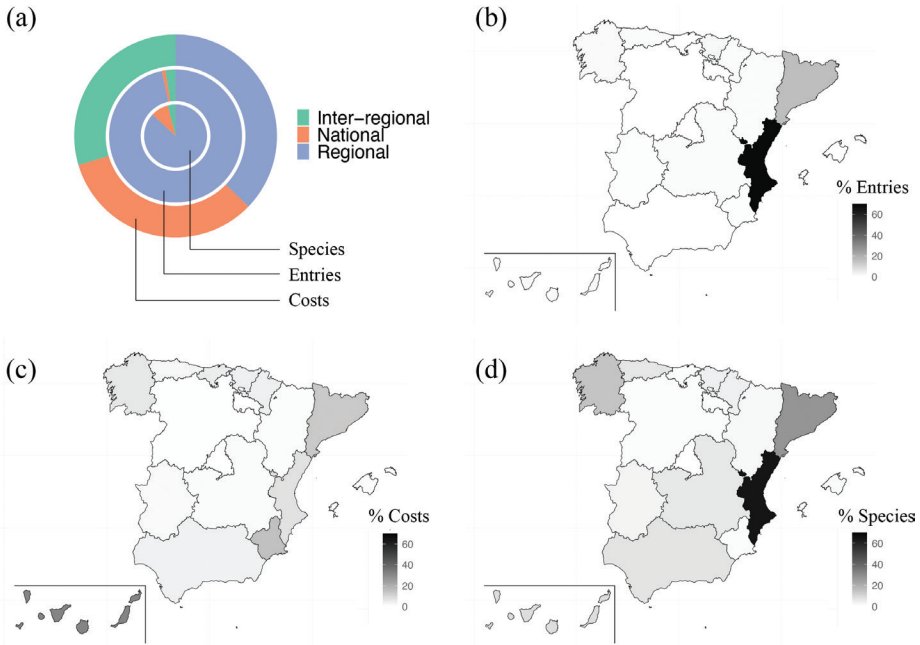 (a)
Inter-regional
National
Regional
Species
Entries
Costs
(b)
% Entries
60
40
20
0
(c)
% Costs
60
40
20
0
(d)
% Species
60
40
20
0